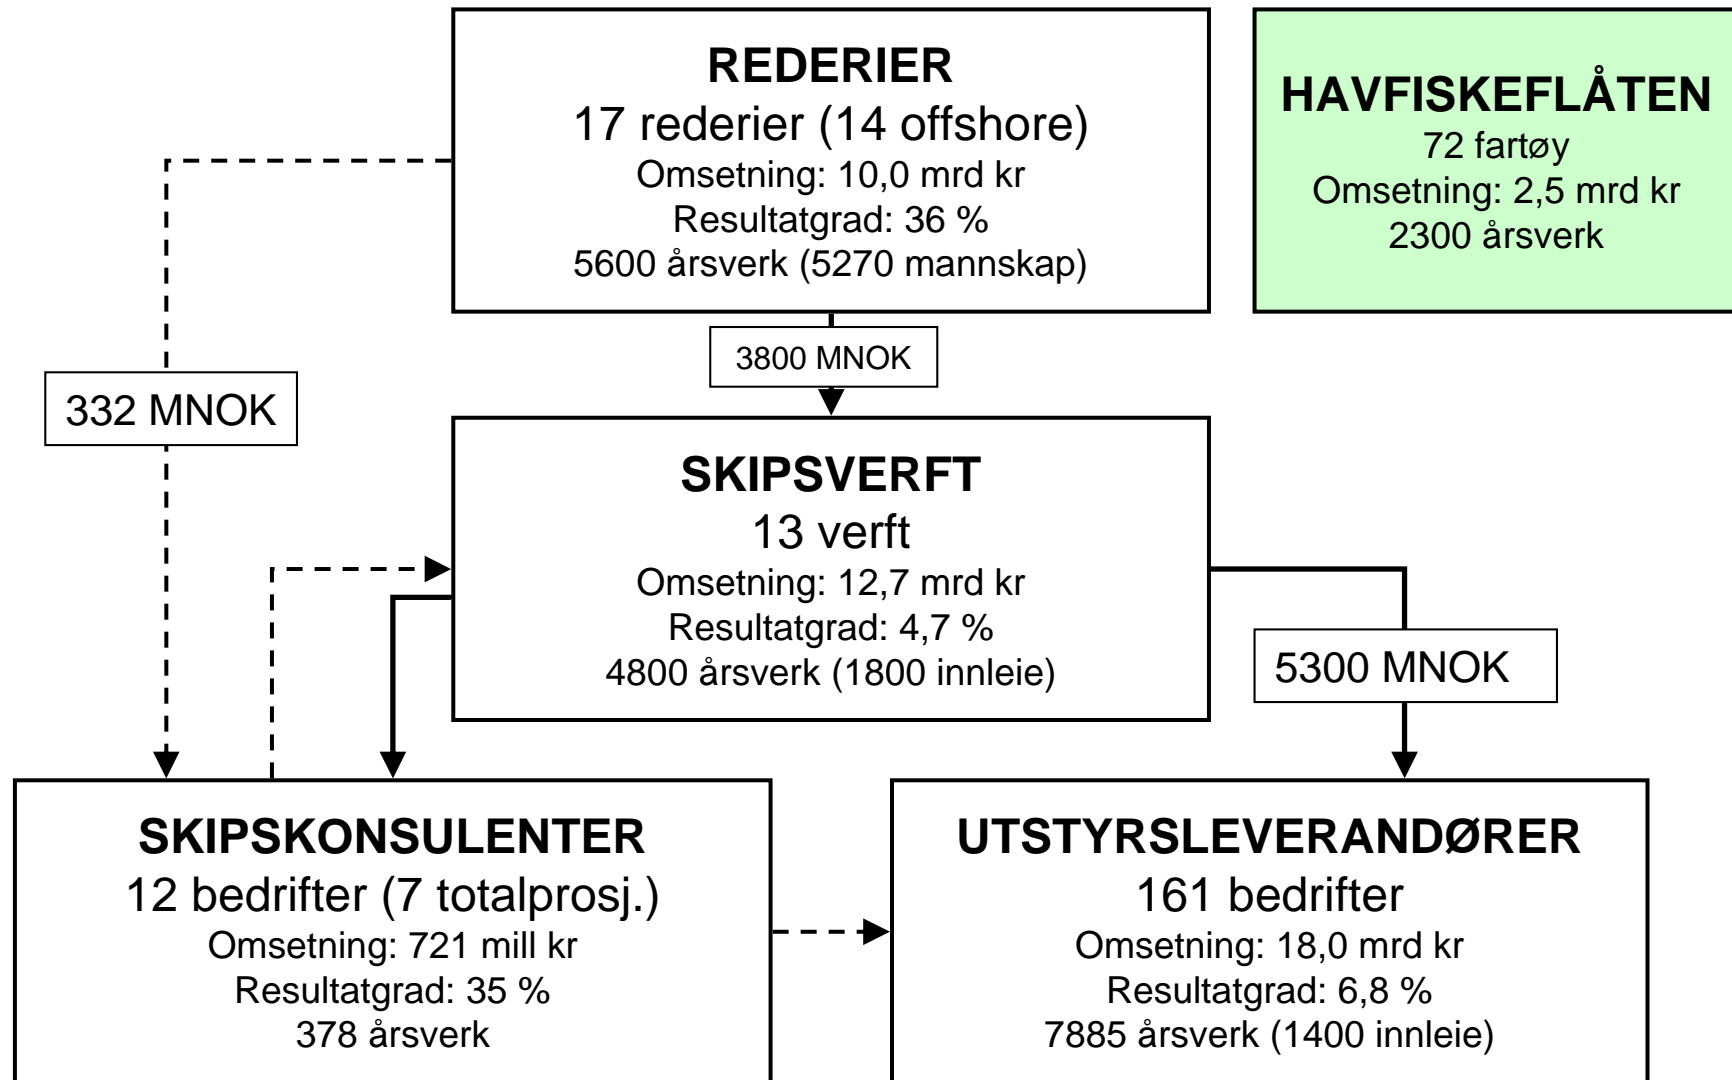 REDERIER
17 rederier (14 offshore)
Omsetning: 10,0 mrd kr
Resultatgrad: 36 %
5600 årsverk (5270 mannskap)
HAVFISKEFLÅTEN
72 fartøy
Omsetning: 2,5 mrd kr
2300 årsverk
3800 MNOK
332 MNOK
SKIPSVERFT
13 verft
Omsetning: 12,7 mrd kr
Resultatgrad: 4,7 %
4800 årsverk (1800 innleie)
5300 MNOK
SKIPSKONSULENTER
12 bedrifter (7 totalprosj.)
Omsetning: 721 mill kr
Resultatgrad: 35 %
378 årsverk
UTSTYRSLEVERANDØRER
161 bedrifter
Omsetning: 18,0 mrd kr
Resultatgrad: 6,8 %
7885 årsverk (1400 innleie)